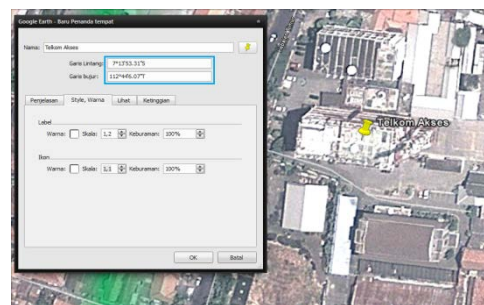 Google Earth - Baru Penanda tempat
Nama: Telkom Akses
Garis Lintang: 7°13'53.31"S
Garis bujur: 112°44'6.07"T
Penjelasan Style, Warna Lihat Ketinggian
Label
Warna: Skala: 1,2 Keburaman: 100%
Ikon
Warna: Skala: 1,1 Keburaman: 100%
OK Batal
Telkom Akses